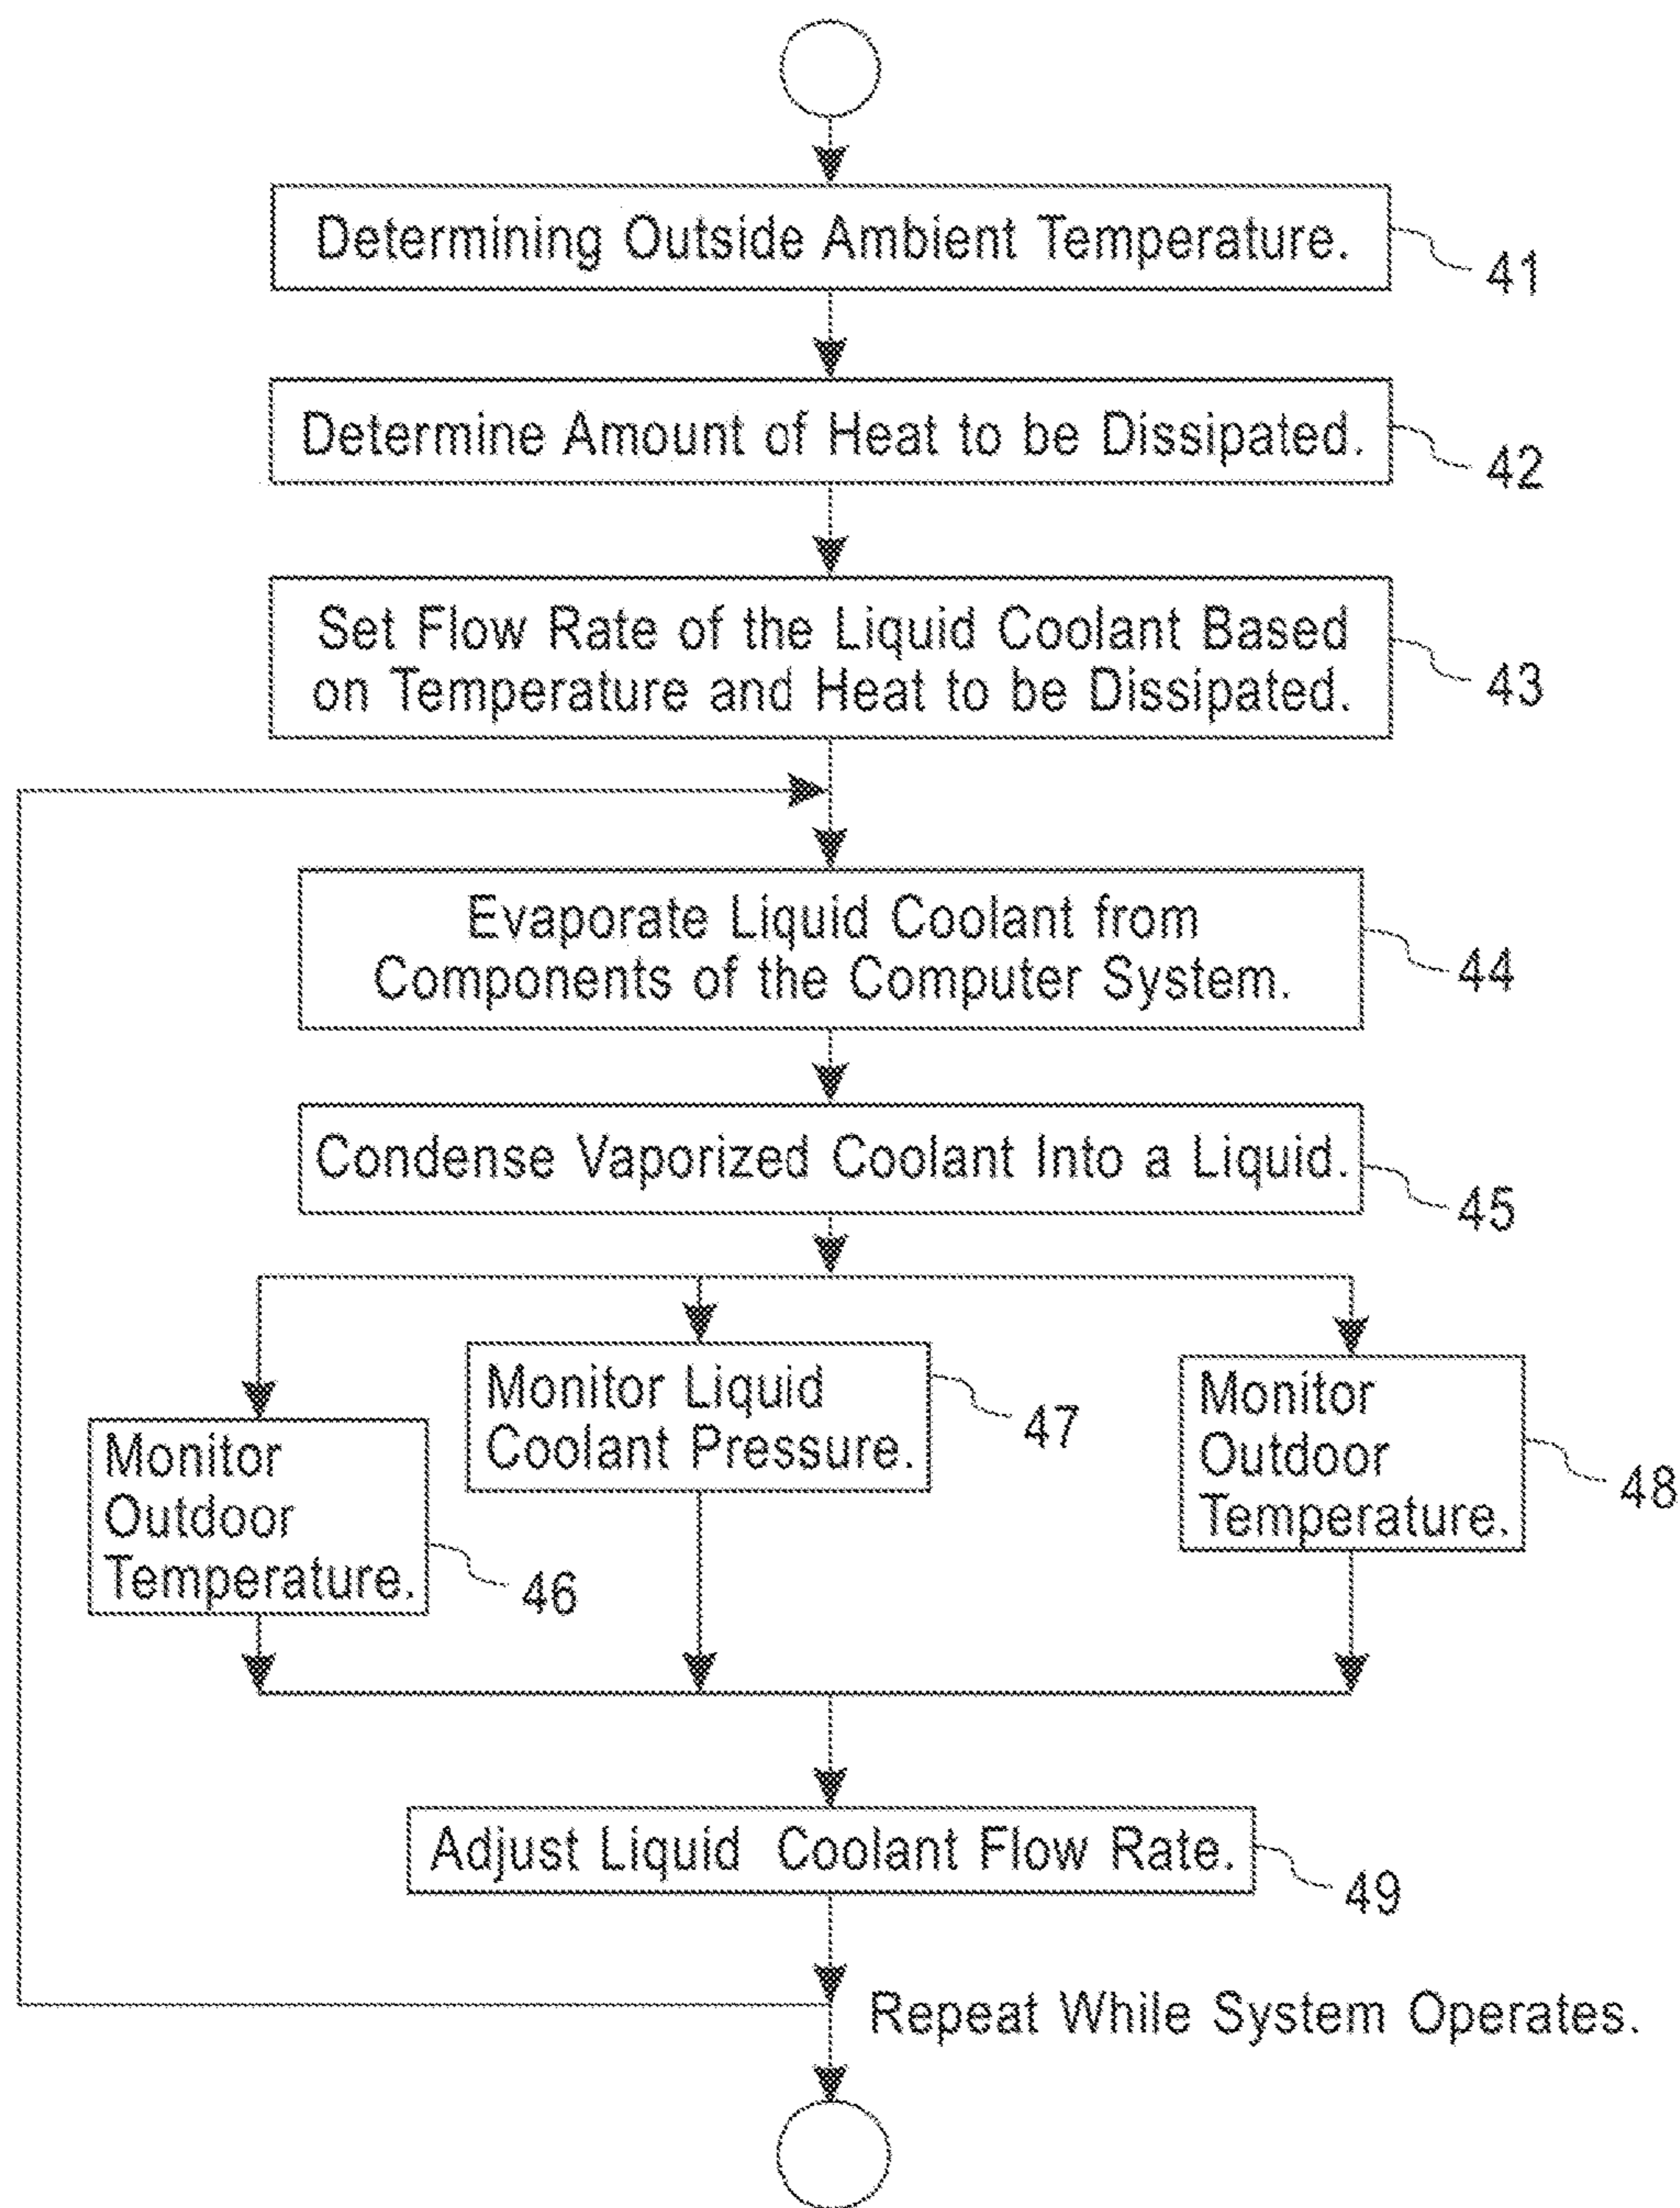 Determining Outside Ambient Temperature.
41
Determine Amount of Heat to be Dissipated.
42
Set Flow Rate of the Liquid Coolant Based
on Temperature and Heat to be Dissipated.
43
Evaporate Liquid Coolant from
Components of the Computer System.
44
Condense Vaporized Coolant Into a Liquid.
45
Monitor
Outdoor
Temperature.
46
Monitor Liquid
Coolant Pressure.
47
Monitor
Outdoor
Temperature.
48
Adjust Liquid Coolant Flow Rate.
49
Repeat While System Operates.